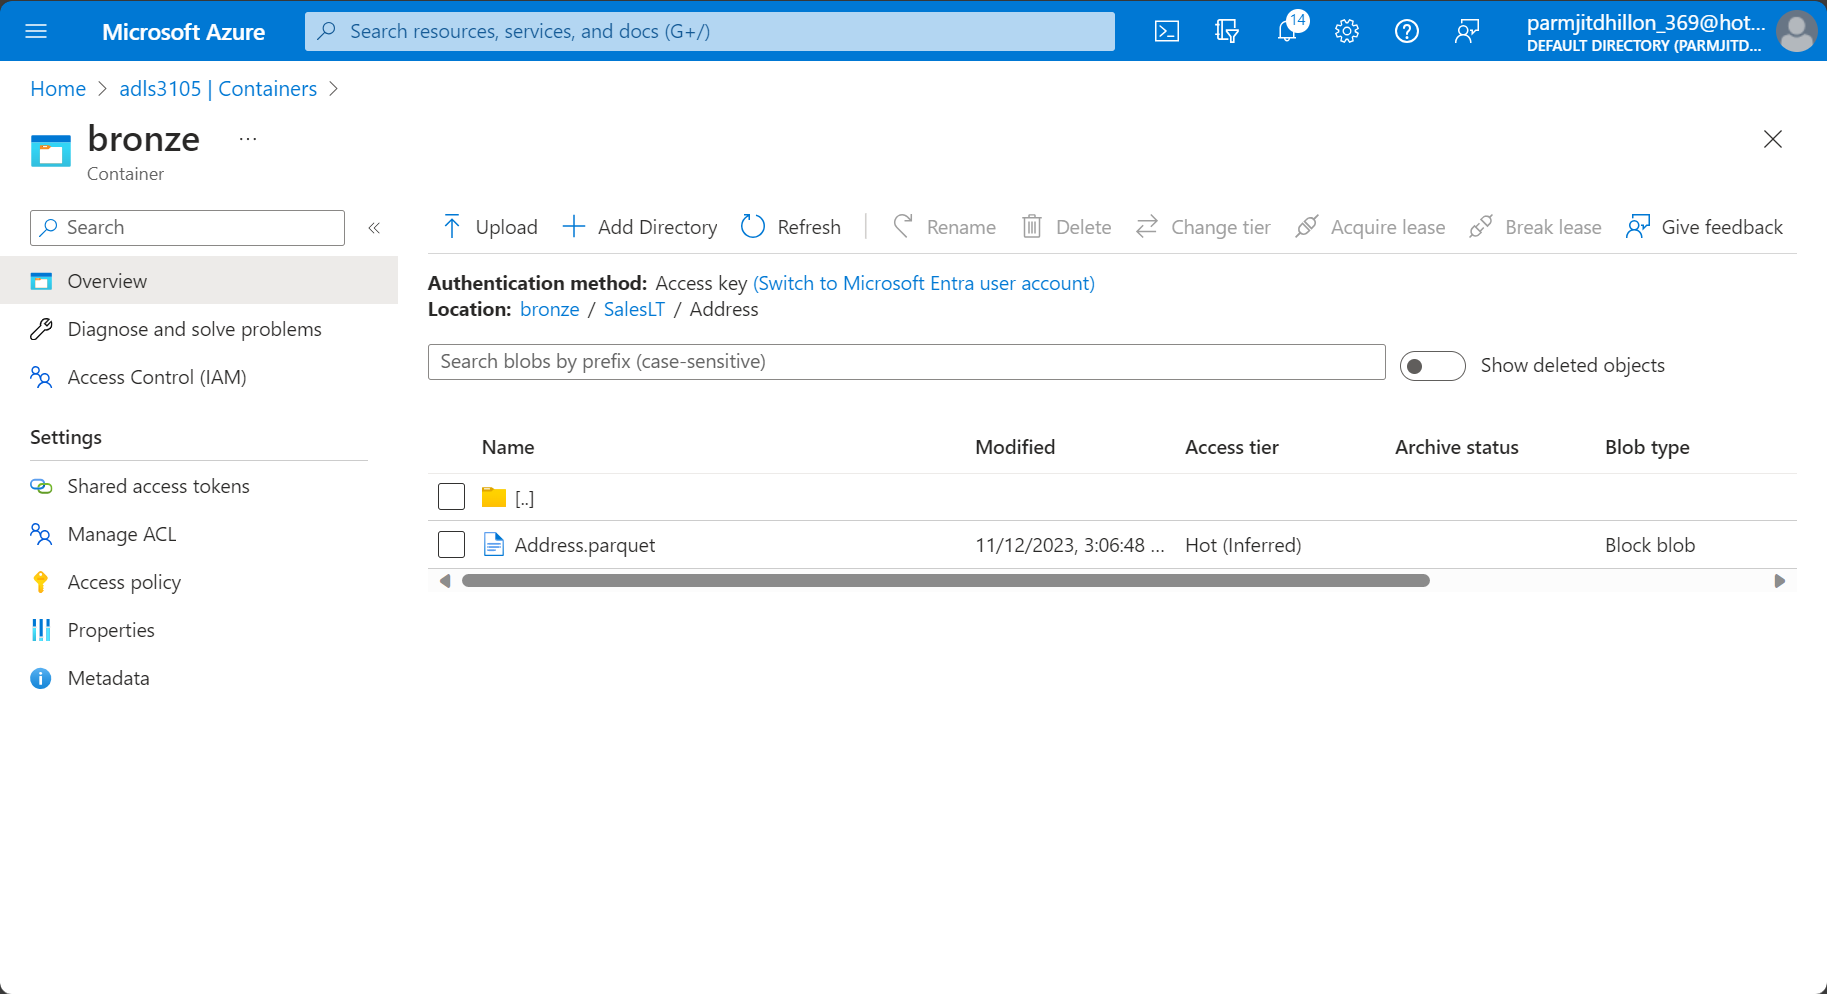 Microsoft Azure
Search resources, services, and docs (G+/)
14
parmjitdhillon_369@hot...
DEFAULT DIRECTORY (PARMJITD...
Home > adls3105 | Containers >
bronze ...
Container
Search «
Overview
Diagnose and solve problems
Access Control (IAM)
Settings
Shared access tokens
Manage ACL
Access policy
Properties
Metadata
Upload Add Directory Refresh Rename Delete Change tier Acquire lease Break lease Give feedback
Authentication method: Access key (Switch to Microsoft Entra user account)
Location: bronze / SalesLT / Address
Search blobs by prefix (case-sensitive)
Show deleted objects
Name Modified Access tier Archive status Blob type
[..]
Address.parquet 11/12/2023, 3:06:48 ... Hot (Inferred) Block blob